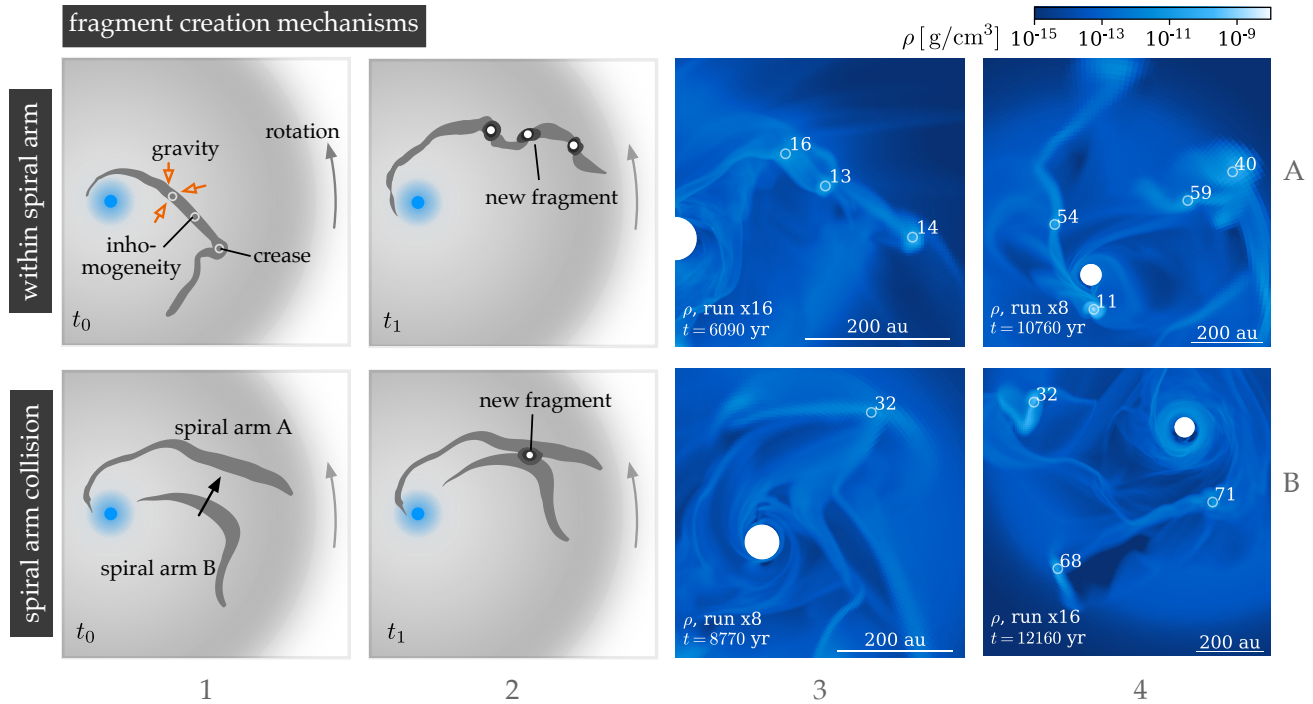 fragment creation mechanisms
ρ [g/cm³] 10⁻¹⁵ 10⁻¹³ 10⁻¹¹ 10⁻⁹
within spiral arm
gravity
rotation
inho-
mogeneity
crease
t₀
new fragment
t₁
16
13
14
ρ, run x16
t = 6090 yr
200 au
40
59
54
11
ρ, run x8
t = 10760 yr
200 au
A
spiral arm collision
spiral arm A
spiral arm B
t₀
new fragment
t₁
32
ρ, run x8
t = 8770 yr
200 au
32
71
68
ρ, run x16
t = 12160 yr
200 au
B
1 2 3 4